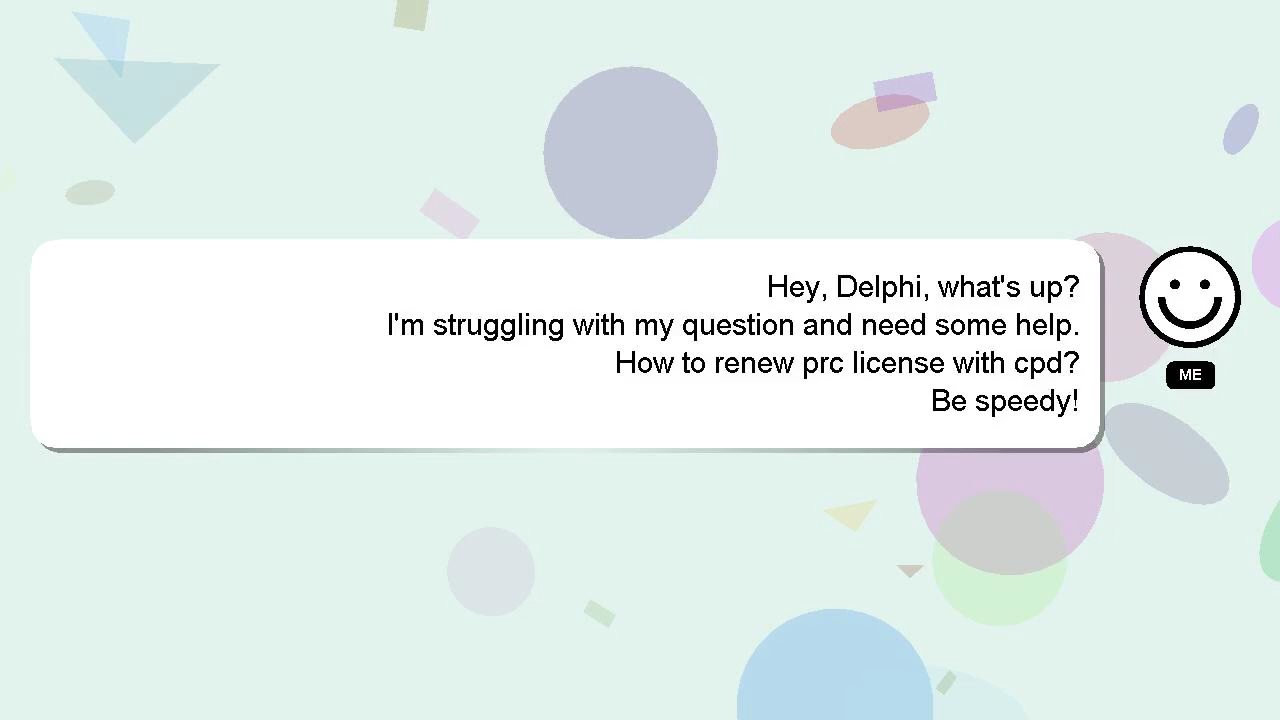 Hey, Delphi, what's up?
I'm struggling with my question and need some help.
How to renew prc license with cpd?
Be speedy!
ME